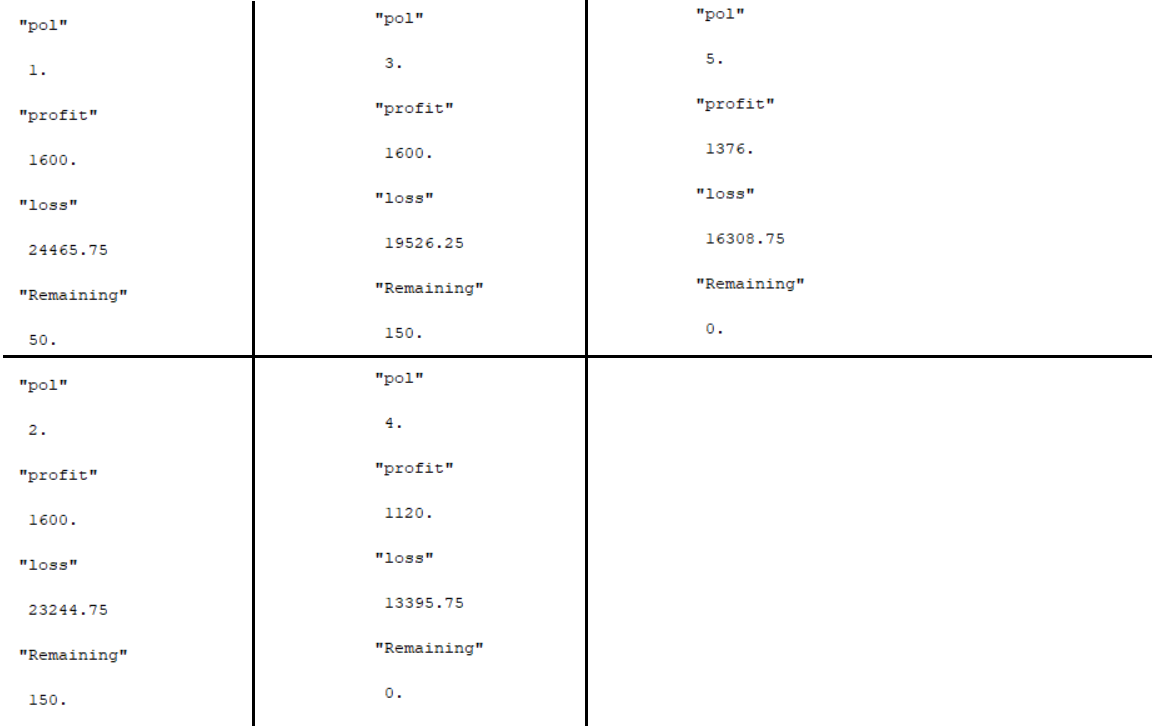 "pol"
1.
"profit"
1600.
"loss"
24465.75
"Remaining"
50.
"pol"
2.
"profit"
1600.
"loss"
23244.75
"Remaining"
150.
"pol"
3.
"profit"
1600.
"loss"
19526.25
"Remaining"
150.
"pol"
4.
"profit"
1120.
"loss"
13395.75
"Remaining"
0.
"pol"
5.
"profit"
1376.
"loss"
16308.75
"Remaining"
0.